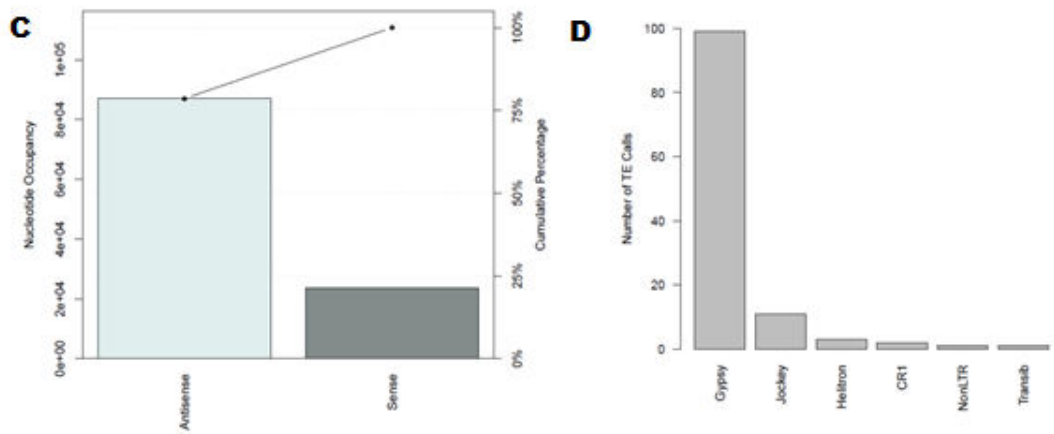 C
Nucleotide Occupancy
1e+05
8e+04
6e+04
4e+04
2e+04
0e+00
Antisense
Sense
100%
75%
50%
25%
0%
Cumulative Percentage
D
Number of TE Calls
100
80
60
40
20
0
Gypsy
Jockey
Helitron
CR1
NonLTR
Transib